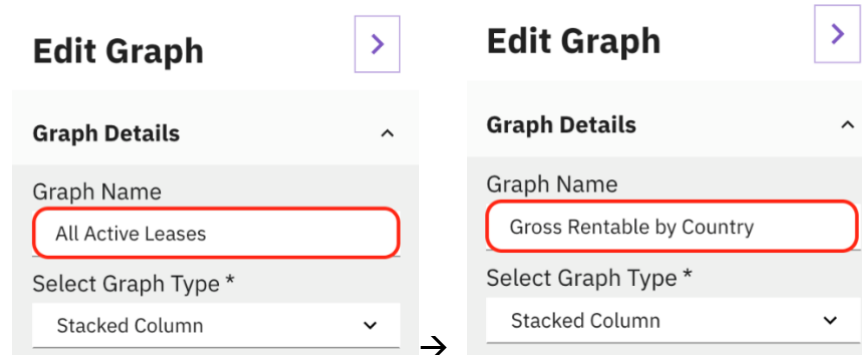 Edit Graph
Graph Details
Graph Name
All Active Leases
Select Graph Type *
Stacked Column
→
Edit Graph
Graph Details
Graph Name
Gross Rentable by Country
Select Graph Type *
Stacked Column